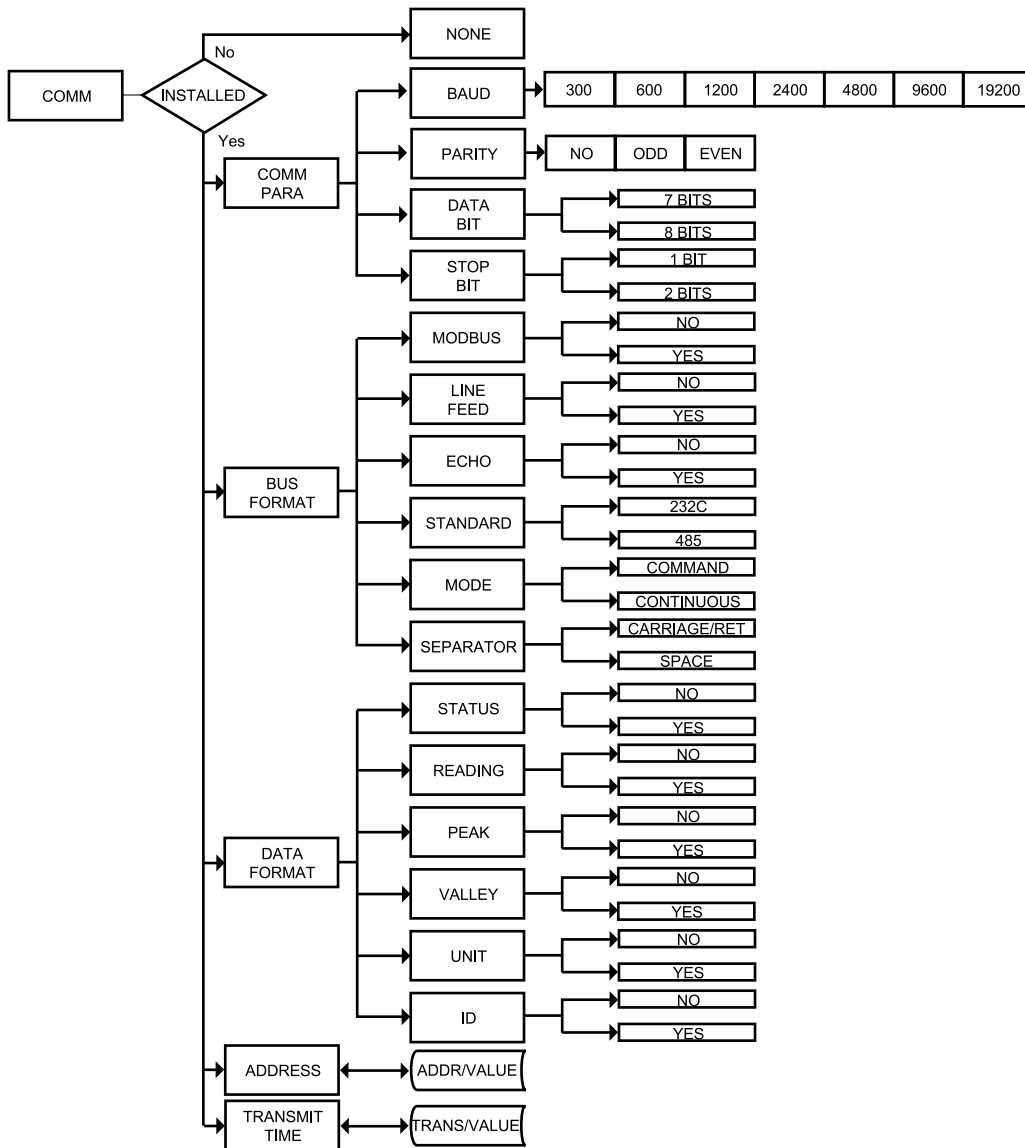 NONE
No
COMM
INSTALLED
BAUD
300 600 1200 2400 4800 9600 19200
Yes
COMM
PARA
PARITY
NO ODD EVEN
DATA
BIT
7 BITS
8 BITS
STOP
BIT
1 BIT
2 BITS
MODBUS
NO
YES
LINE
FEED
NO
YES
BUS
FORMAT
ECHO
NO
YES
STANDARD
232C
485
MODE
COMMAND
CONTINUOUS
SEPARATOR
CARRIAGE/RET
SPACE
STATUS
NO
YES
READING
NO
YES
DATA
FORMAT
PEAK
NO
YES
VALLEY
NO
YES
UNIT
NO
YES
ID
NO
YES
ADDRESS
ADDR/VALUE
TRANSMIT
TIME
TRANS/VALUE